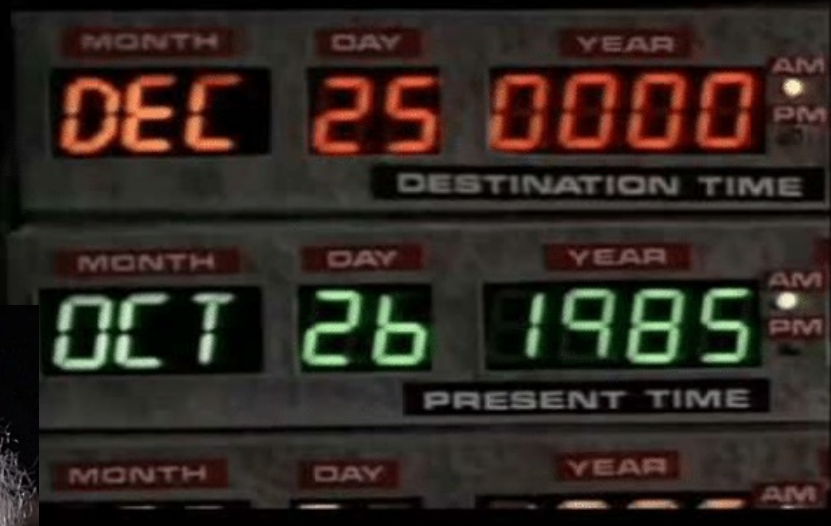 MONTH DAY YEAR
AM
DEC 25 0000
PM
DESTINATION TIME
MONTH DAY YEAR
AM
OCT 26 1985
PM
PRESENT TIME
MONTH DAY YEAR
AM